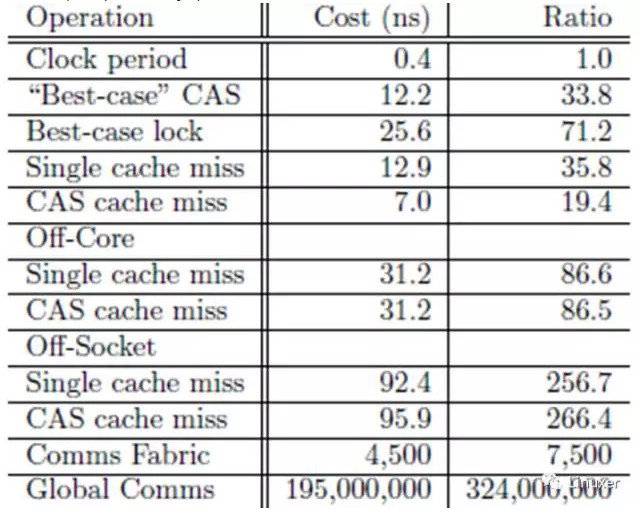 Operation Cost (ns) Ratio
Clock period 0.4 1.0
“Best-case” CAS 12.2 33.8
Best-case lock 25.6 71.2
Single cache miss 12.9 35.8
CAS cache miss 7.0 19.4
Off-Core
Single cache miss 31.2 86.6
CAS cache miss 31.2 86.5
Off-Socket
Single cache miss 92.4 256.7
CAS cache miss 95.9 266.4
Comms Fabric 4,500 7,500
Global Comms 195,000,000 324,000,000
Linuxer